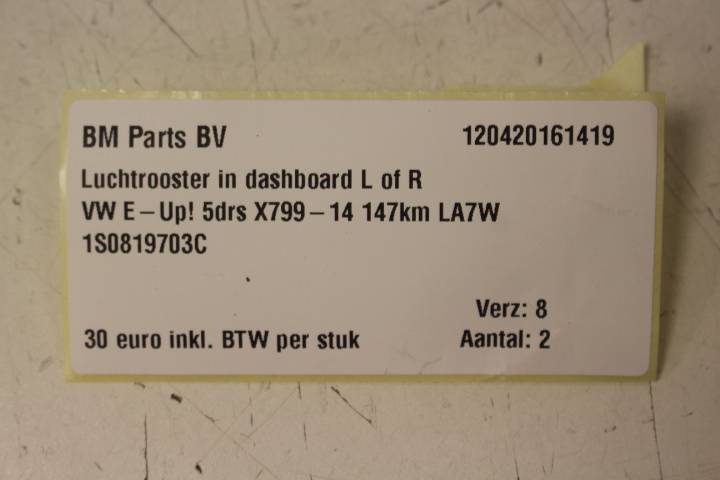 BM Parts BV 120420161419
Luchtrooster in dashboard L of R
VW E-Up! 5drs X799-14 147km LA7W
1S0819703C
Verz: 8
30 euro inkl. BTW per stuk Aantal: 2